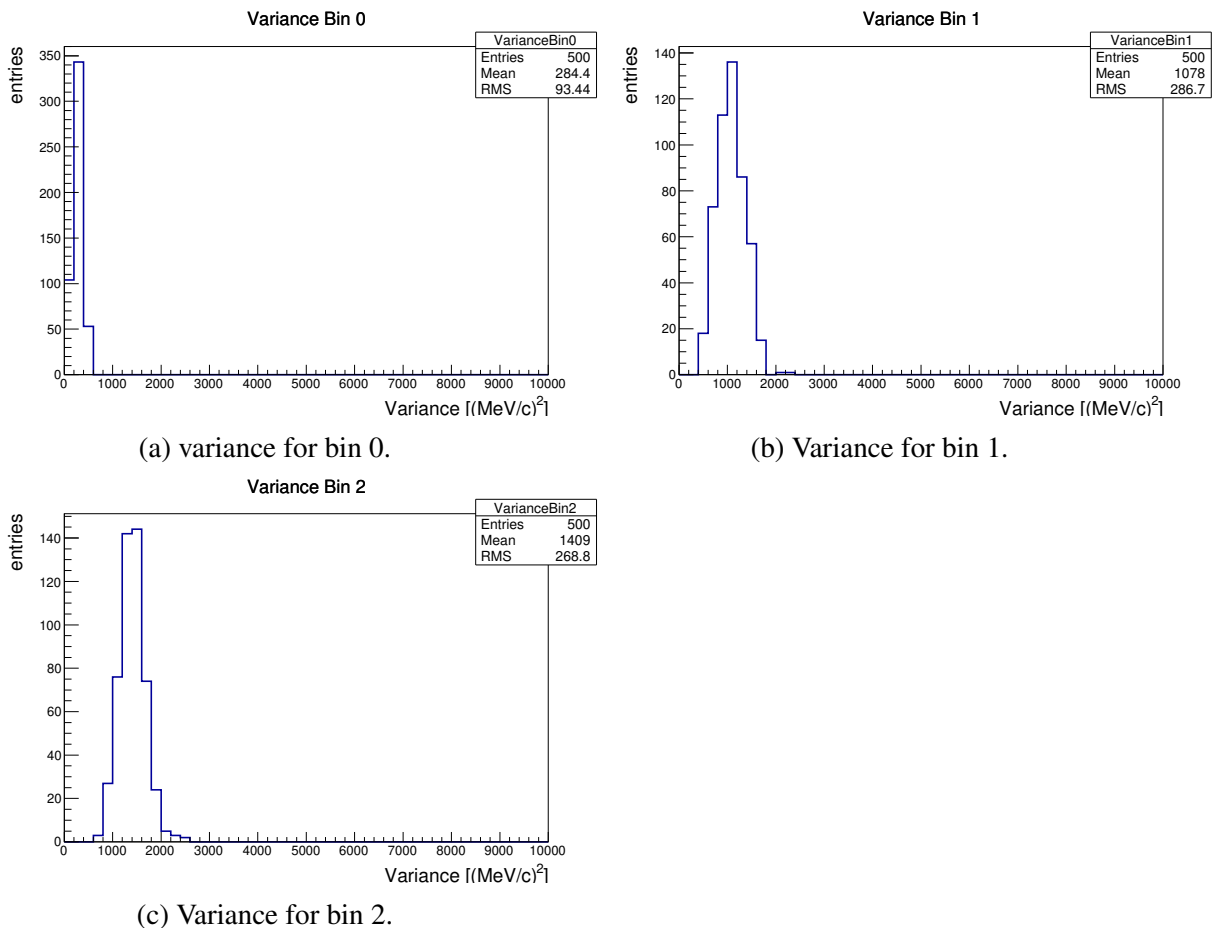 Variance Bin 0
entries
VarianceBin0
Entries 500
Mean 284.4
RMS 93.44
350
300
250
200
150
100
50
0
0 1000 2000 3000 4000 5000 6000 7000 8000 9000 10000
Variance [(MeV/c)²]
(a) variance for bin 0.
Variance Bin 1
entries
VarianceBin1
Entries 500
Mean 1078
RMS 286.7
140
120
100
80
60
40
20
0
0 1000 2000 3000 4000 5000 6000 7000 8000 9000 10000
Variance [(MeV/c)²]
(b) Variance for bin 1.
Variance Bin 2
entries
VarianceBin2
Entries 500
Mean 1409
RMS 268.8
140
120
100
80
60
40
20
0
0 1000 2000 3000 4000 5000 6000 7000 8000 9000 10000
Variance [(MeV/c)²]
(c) Variance for bin 2.